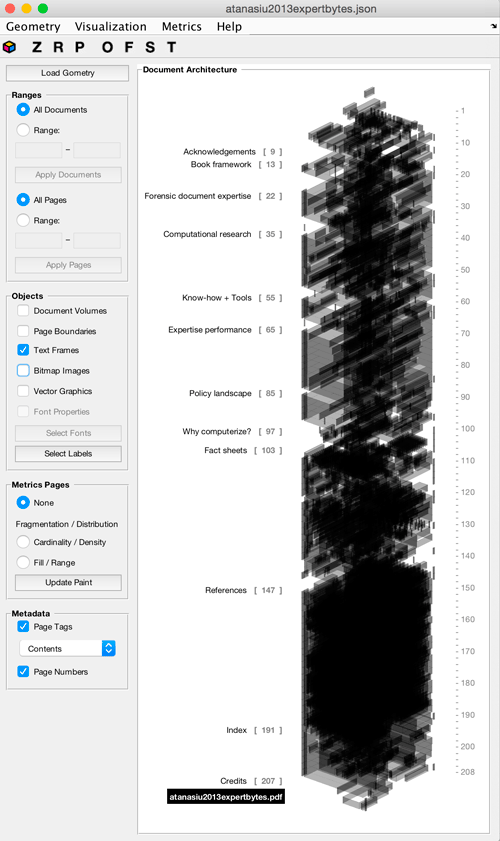 atanasiu2013expertbytes.json
Geometry Visualization Metrics Help
Z R P O F S T
Load Gometry
Ranges
All Documents
Range:
–
Apply Documents
All Pages
Range:
–
Apply Pages
Objects
Document Volumes
Page Boundaries
Text Frames
Bitmap Images
Vector Graphics
Font Properties
Select Fonts
Select Labels
Metrics Pages
None
Fragmentation / Distribution
Cardinality / Density
Fill / Range
Update Paint
Metadata
Page Tags
Contents
Page Numbers
Document Architecture
Acknowledgements [ 9 ]
Book framework [ 13 ]
Forensic document expertise [ 22 ]
Computational research [ 35 ]
Know-how + Tools [ 55 ]
Expertise performance [ 65 ]
Policy landscape [ 85 ]
Why computerize? [ 97 ]
Fact sheets [ 103 ]
References [ 147 ]
Index [ 191 ]
Credits [ 207 ]
atanasiu2013expertbytes.pdf
1
10
20
30
40
50
60
70
80
90
100
110
120
130
140
150
160
170
180
190
200
208